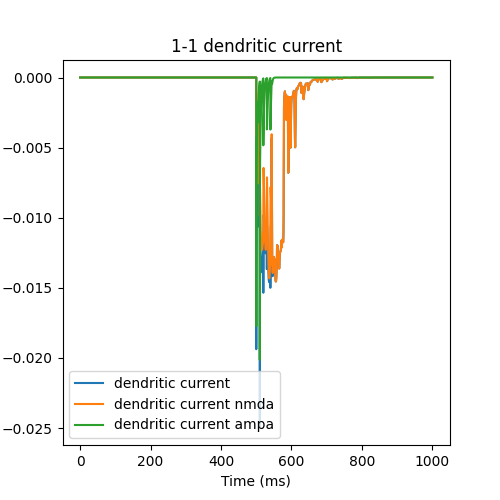 1-1 dendritic current
0.000
−0.005
−0.010
−0.015
−0.020
−0.025
dendritic current
dendritic current nmda
dendritic current ampa
0 200 400 600 800 1000
Time (ms)